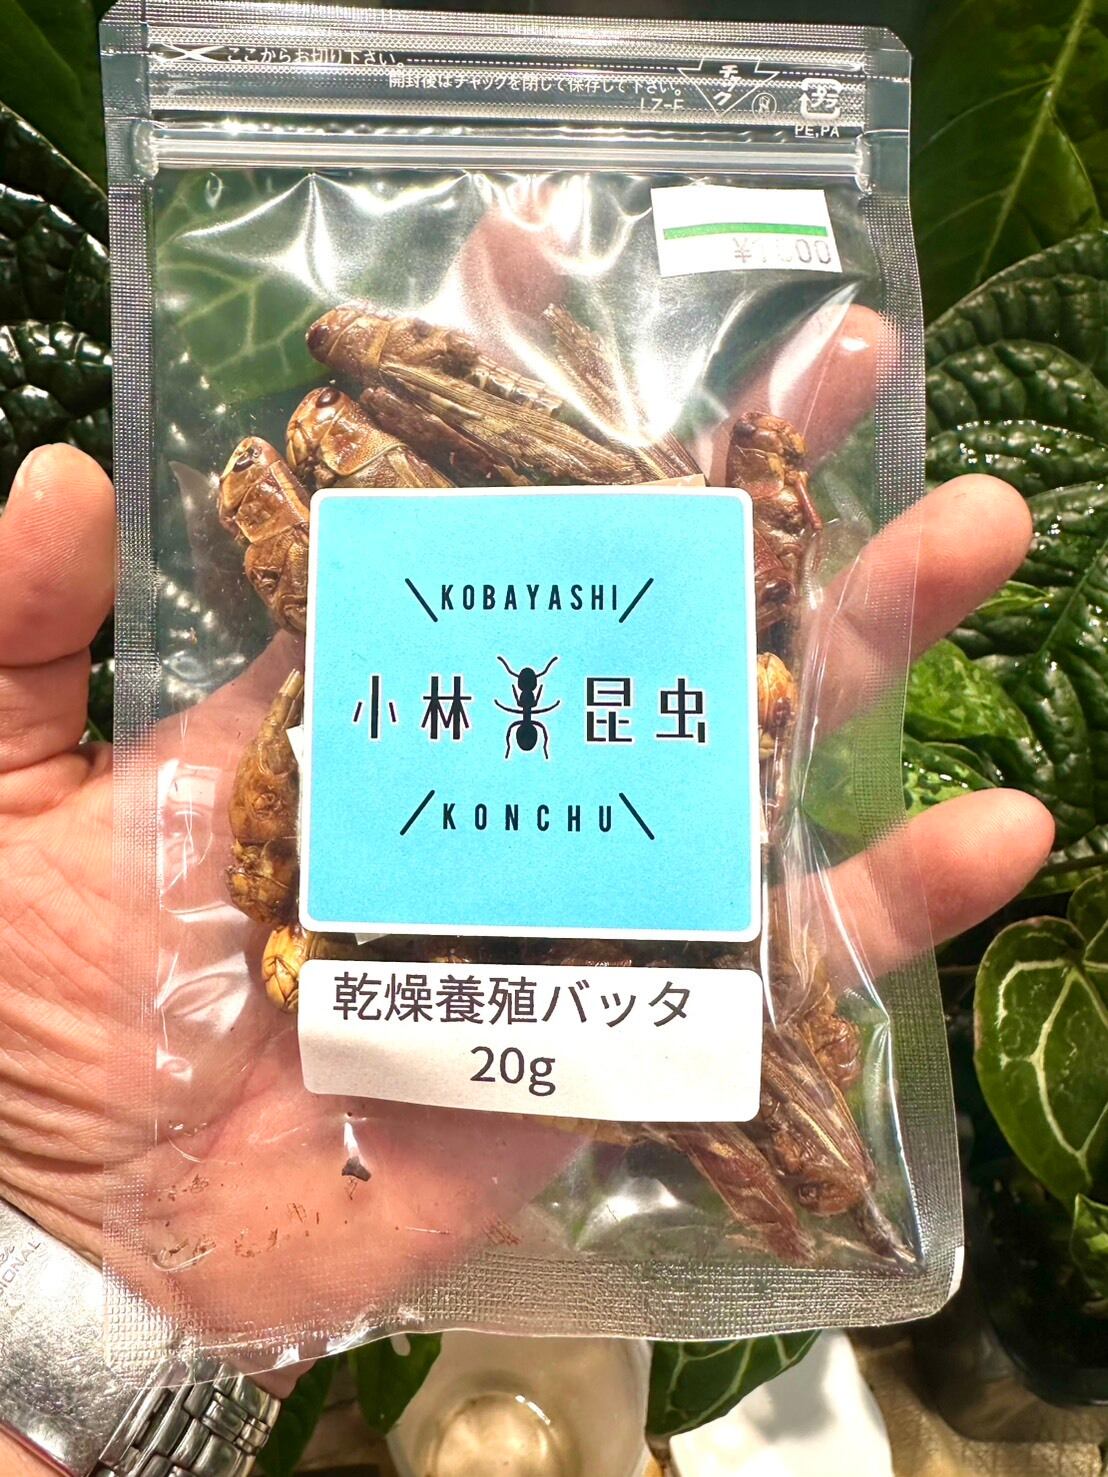 ここからお切り下さい。
開封後はチャックを閉じて保存して下さい。
チャック
LZ-F
プラ
PE,PA
KOBAYASHI
小林 昆虫
KONCHU
乾燥養殖バッタ
20g